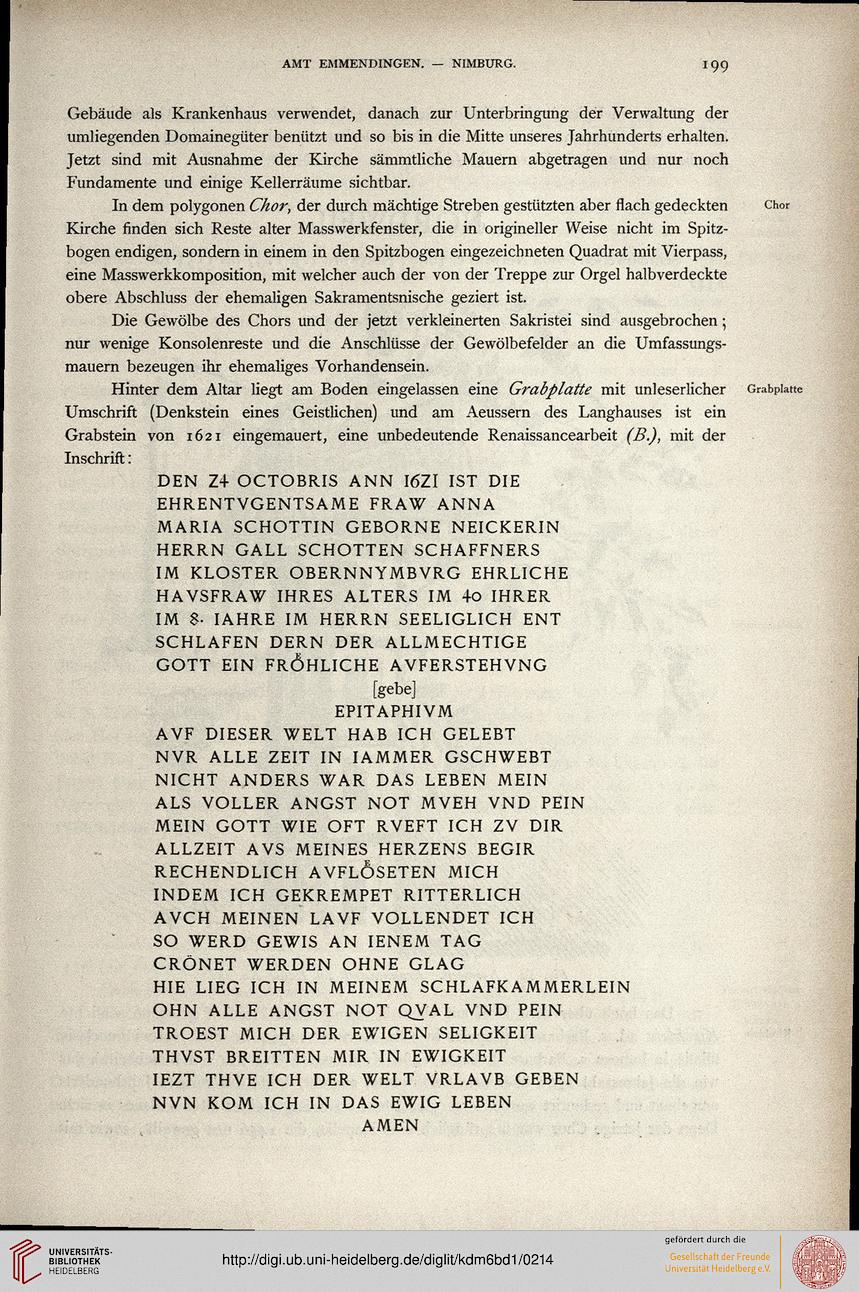 AMT EMMENDINGEN. — NIMBURG. 199
Gebäude als Krankenhaus verwendet, danach zur Unterbringung der Verwaltung der
umliegenden Domainegüter benützt und so bis in die Mitte unseres Jahrhunderts erhalten.
Jetzt sind mit Ausnahme der Kirche sämmtliche Mauern abgetragen und nur noch
Fundamente und einige Kellerräume sichtbar.
In dem polygonen Chor, der durch mächtige Streben gestützten aber flach gedeckten
Chor
Kirche finden sich Reste alter Masswerkfenster, die in origineller Weise nicht im Spitz-
bogen endigen, sondern in einem in den Spitzbogen eingezeichneten Quadrat mit Vierpass,
eine Masswerkkomposition, mit welcher auch der von der Treppe zur Orgel halbverdeckte
obere Abschluss der ehemaligen Sakramentsnische geziert ist.
Die Gewölbe des Chors und der jetzt verkleinerten Sakristei sind ausgebrochen;
nur wenige Konsolenreste und die Anschlüsse der Gewölbefelder an die Umfassungs-
mauern bezeugen ihr ehemaliges Vorhandensein.
Hinter dem Altar liegt am Boden eingelassen eine Grabplatte mit unleserlicher
Grabplatte
Umschrift (Denkstein eines Geistlichen) und am Aeussern des Langhauses ist ein
Grabstein von 1621 eingemauert, eine unbedeutende Renaissancearbeit (B.), mit der
Inschrift:
DEN Z4 OCTOBRIS ANN I6ZI IST DIE
EHRENTVGENTSAME FRAW ANNA
MARIA SCHOTTIN GEBORNE NEICKERIN
HERRN GALL SCHOTTEN SCHAFFNERS
IM KLOSTER OBERNNYMBVRG EHRLICHE
HAVSFRAW IHRES ALTERS IM 40 IHRER
IM 8· IAHRE IM HERRN SEELIGLICH ENT
SCHLAFEN DERN DER ALLMECHTIGE
GOTT EIN FROͤHLICHE AVFERSTEHVNG
[gebe]
EPITAPHIVM
AVF DIESER WELT HAB ICH GELEBT
NVR ALLE ZEIT IN IAMMER GSCHWEBT
NICHT ANDERS WAR DAS LEBEN MEIN
ALS VOLLER ANGST NOT MVEH VND PEIN
MEIN GOTT WIE OFT RVEFT ICH ZV DIR
ALLZEIT AVS MEINES HERZENS BEGIR
RECHENDLICH AVFLOͤSETEN MICH
INDEM ICH GEKREMPET RITTERLICH
AVCH MEINEN LAVF VOLLENDET ICH
SO WERD GEWIS AN IENEM TAG
CRÖNET WERDEN OHNE GLAG
HIE LIEG ICH IN MEINEM SCHLAFKAMMERLEIN
OHN ALLE ANGST NOT QVAL VND PEIN
TROEST MICH DER EWIGEN SELIGKEIT
THVST BREITTEN MIR IN EWIGKEIT
IEZT THVE ICH DER WELT VRLAVB GEBEN
NVN KOM ICH IN DAS EWIG LEBEN
AMEN
UNIVERSITÄTS-
BIBLIOTHEK
HEIDELBERG
http://digi.ub.uni-heidelberg.de/diglit/kdm6bd1/0214
gefördert durch die
Gesellschaft der Freunde
Universität Heidelberg e.V.